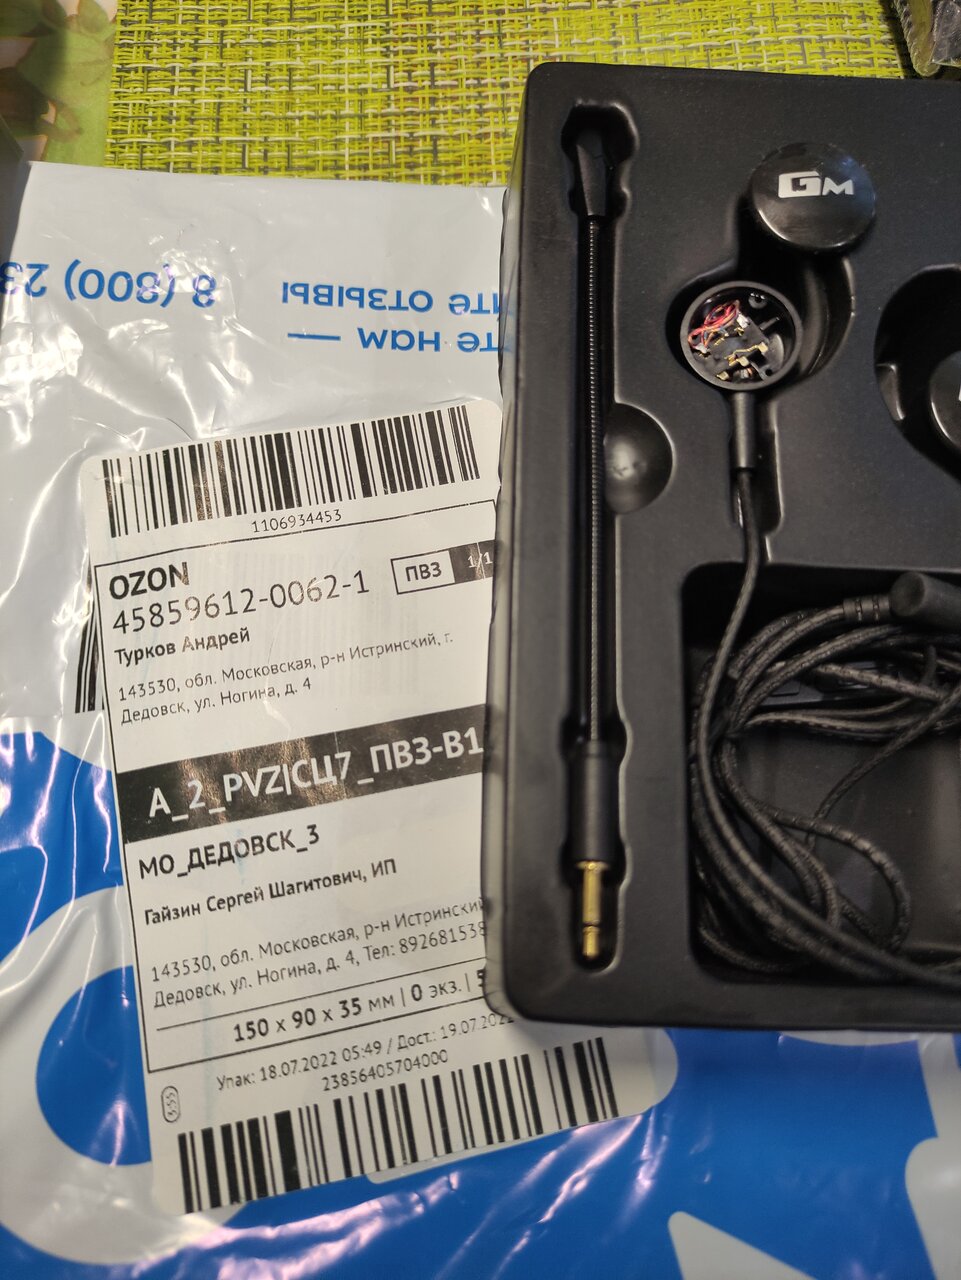 8 (800) 23
ите отзывы
те нам —
GM
1106934453
OZON
45859612-0062-1
ПВЗ 1/1
Турков Андрей
143530, обл. Московская, р-н Истринский, г.
Дедовск, ул. Ногина, д. 4
A_2_PVZ|СЦ7_ПВЗ-В1
МО_ДЕДОВСК_3
Гайзин Сергей Шагитович, ИП
143530, обл. Московская, р-н Истринский
Дедовск, ул. Ногина, д. 4, Тел: 892681538
150 x 90 x 35 мм | 0 экз. | 5
Упак: 18.07.2022 05:49 / Дост.: 19.07.2022
23856405704000